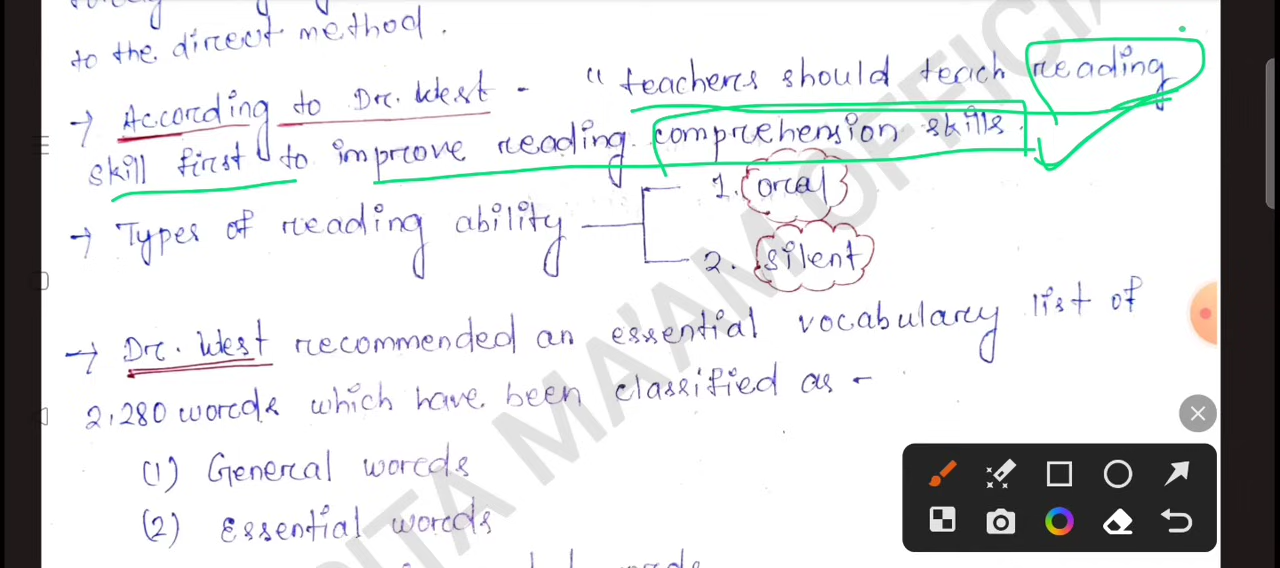 to the direct method.
→ According to Dr. West - "teachers should teach reading
skill first to improve reading comprehension skills.
→ Types of reading ability
1. oral
2. silent
→ Dr. West recommended an essential vocabulary list of
2,280 words which have been classified as -
(1) General words
(2) Essential words